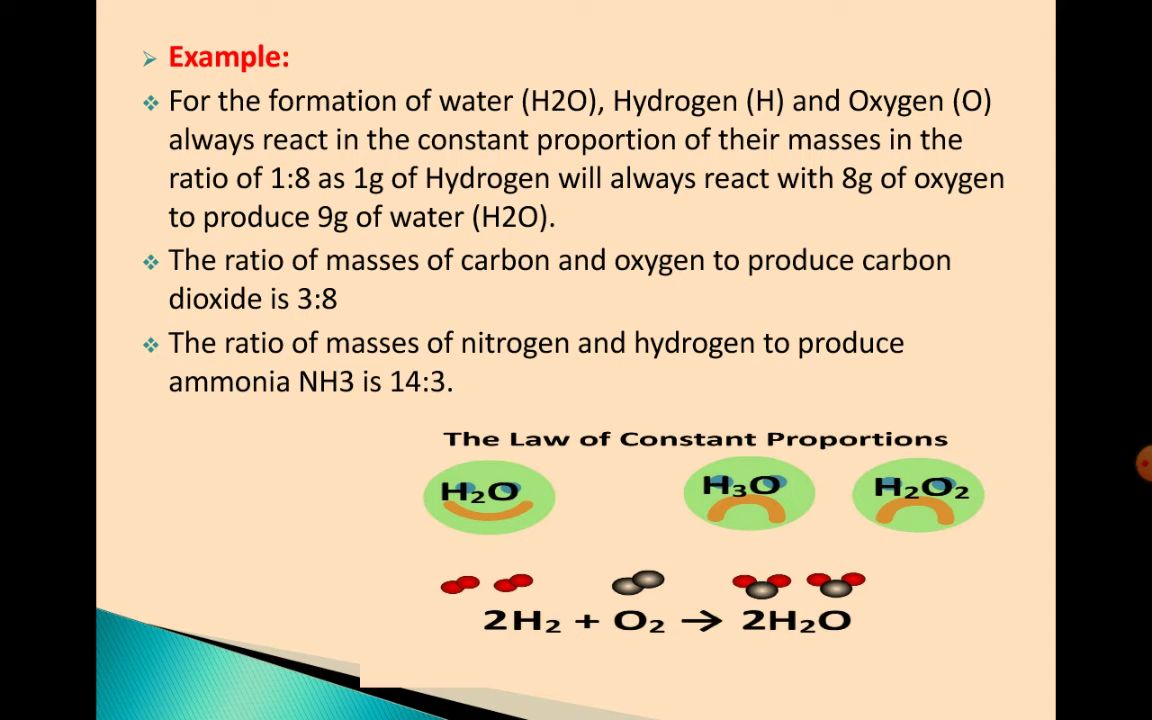 Example:
For the formation of water (H2O), Hydrogen (H) and Oxygen (O)
always react in the constant proportion of their masses in the
ratio of 1:8 as 1g of Hydrogen will always react with 8g of oxygen
to produce 9g of water (H2O).
The ratio of masses of carbon and oxygen to produce carbon
dioxide is 3:8
The ratio of masses of nitrogen and hydrogen to produce
ammonia NH3 is 14:3.
The Law of Constant Proportions
H₂O H₃O H₂O₂
2H₂ + O₂ → 2H₂O